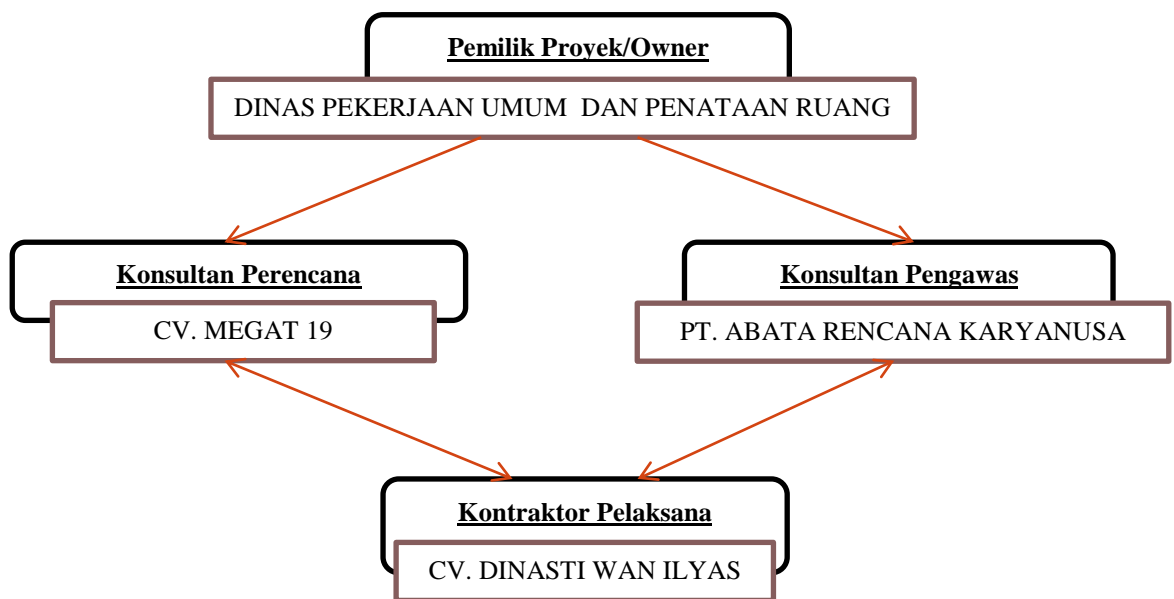 Pemilik Proyek/Owner
DINAS PEKERJAAN UMUM DAN PENATAAN RUANG
Konsultan Perencana
CV. MEGAT 19
Konsultan Pengawas
PT. ABATA RENCANA KARYANUSA
Kontraktor Pelaksana
CV. DINASTI WAN ILYAS